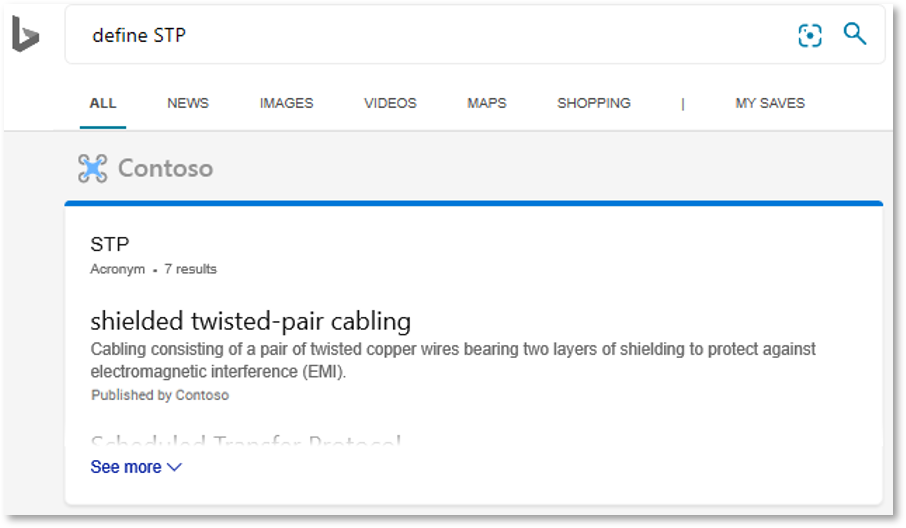 define STP
ALL NEWS IMAGES VIDEOS MAPS SHOPPING | MY SAVES
Contoso
STP
Acronym • 7 results
shielded twisted-pair cabling
Cabling consisting of a pair of twisted copper wires bearing two layers of shielding to protect against
electromagnetic interference (EMI).
Published by Contoso
Scheduled Transfer Protocol
See more